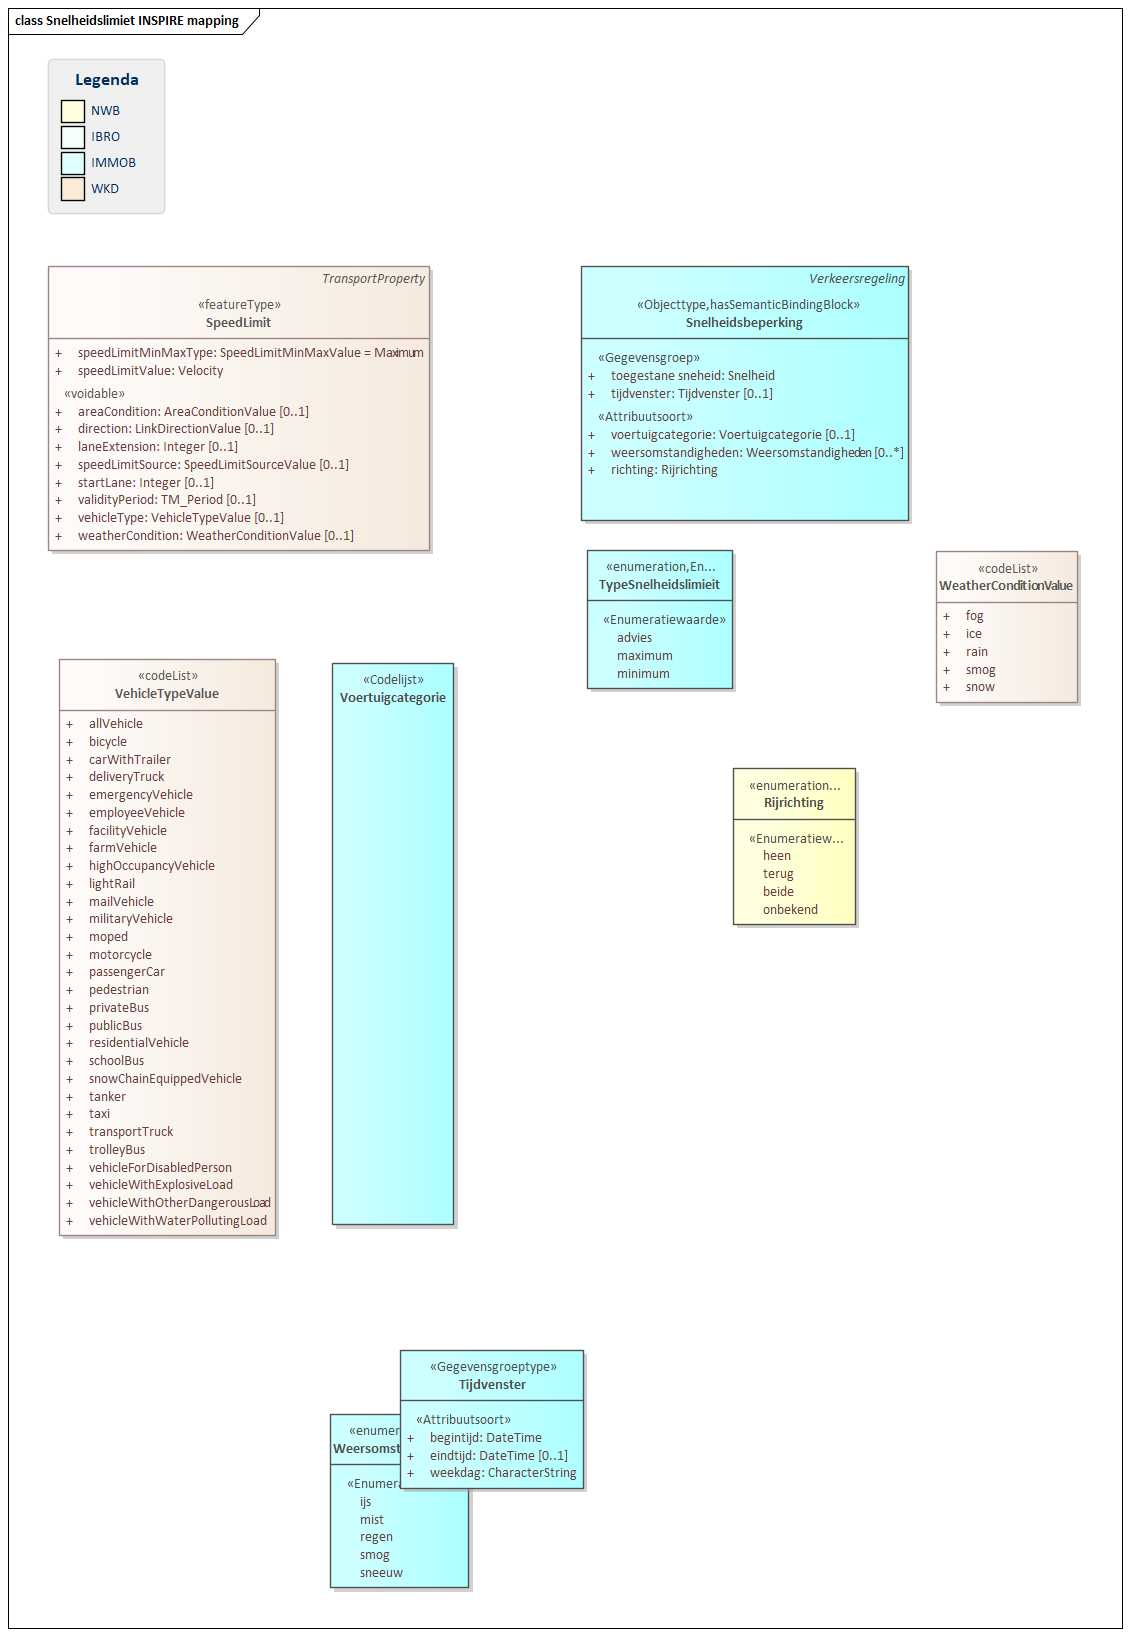 class Snelheidslimiet INSPIRE mapping
Legenda
NWB
IBRO
IMMOB
WKD
TransportProperty
«featureType»
SpeedLimit
+ speedLimitMinMaxType: SpeedLimitMinMaxValue = Maximum
+ speedLimitValue: Velocity
«voidable»
+ areaCondition: AreaConditionValue [0..1]
+ direction: LinkDirectionValue [0..1]
+ laneExtension: Integer [0..1]
+ speedLimitSource: SpeedLimitSourceValue [0..1]
+ startLane: Integer [0..1]
+ validityPeriod: TM_Period [0..1]
+ vehicleType: VehicleTypeValue [0..1]
+ weatherCondition: WeatherConditionValue [0..1]
Verkeersregeling
«Objecttype,hasSemanticBindingBlock»
Snelheidsbeperking
«Gegevensgroep»
+ toegestane sneheid: Snelheid
+ tijdvenster: Tijdvenster [0..1]
«Attribuutsoort»
+ voertuigcategorie: Voertuigcategorie [0..1]
+ weersomstandigheden: Weersomstandigheden [0..*]
+ richting: Rijrichting
«enumeration,En...
TypeSnelheidslimieit
«Enumeratiewaarde»
advies
maximum
minimum
«codeList»
WeatherConditionValue
+ fog
+ ice
+ rain
+ smog
+ snow
«codeList»
VehicleTypeValue
+ allVehicle
+ bicycle
+ carWithTrailer
+ deliveryTruck
+ emergencyVehicle
+ employeeVehicle
+ facilityVehicle
+ farmVehicle
+ highOccupancyVehicle
+ lightRail
+ mailVehicle
+ militaryVehicle
+ moped
+ motorcycle
+ passengerCar
+ pedestrian
+ privateBus
+ publicBus
+ residentialVehicle
+ schoolBus
+ snowChainEquippedVehicle
+ tanker
+ taxi
+ transportTruck
+ trolleyBus
+ vehicleForDisabledPerson
+ vehicleWithExplosiveLoad
+ vehicleWithOtherDangerousLoad
+ vehicleWithWaterPollutingLoad
«Codelijst»
Voertuigcategorie
«enumeration...
Rijrichting
«Enumeratiew...
heen
terug
beide
onbekend
«Gegevensgroeptype»
Tijdvenster
«Attribuutsoort»
+ begintijd: DateTime
+ eindtijd: DateTime [0..1]
+ weekdag: CharacterString
«enumer
Weersomst
«Enumera
ijs
mist
regen
smog
sneeuw